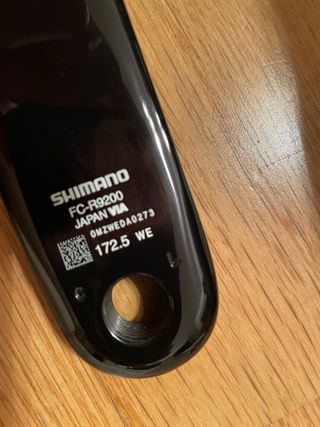 SHIMANO
FC-R9200
JAPAN VIA
0MZWEDA0273
172.5 WE